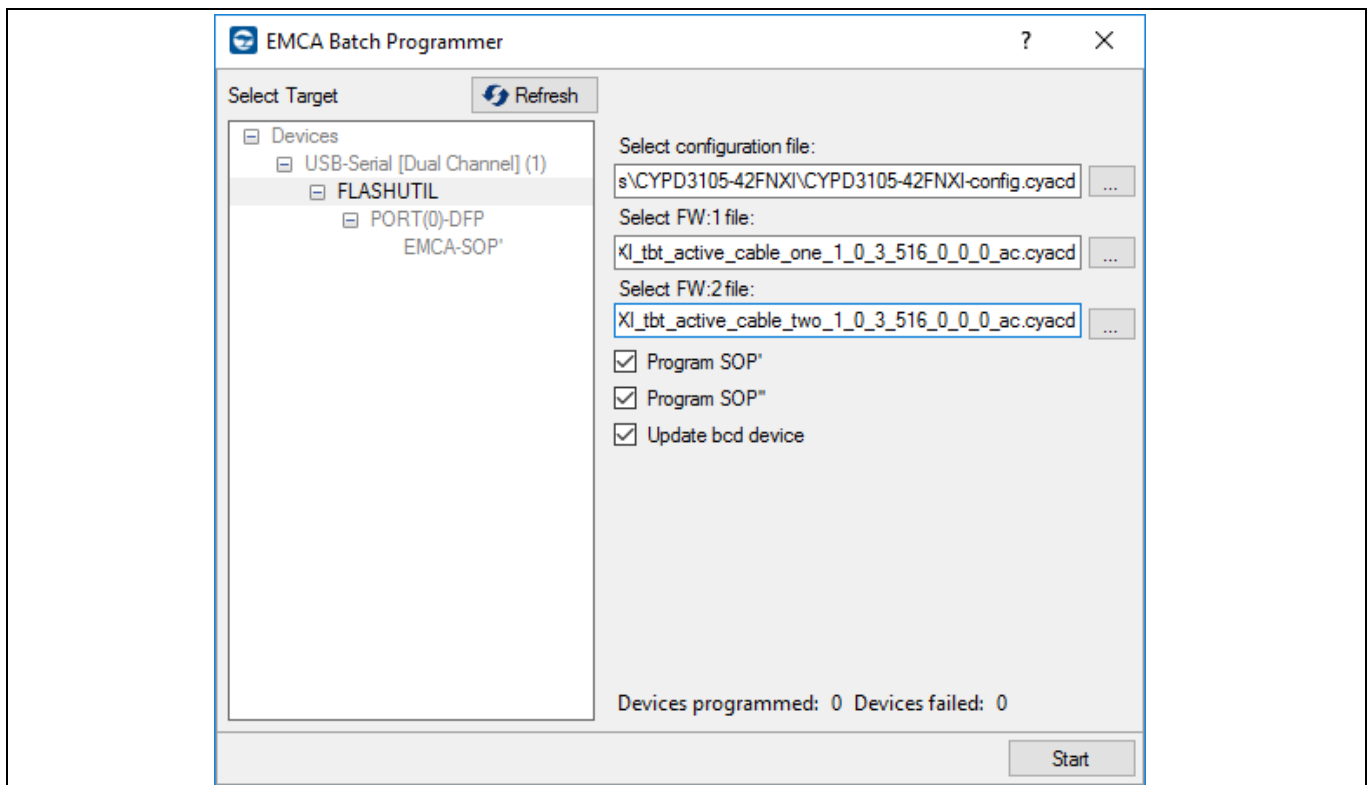 EMCA Batch Programmer ?
Select Target Refresh
Devices
USB-Serial [Dual Channel] (1)
FLASHUTIL
PORT(0)-DFP
EMCA-SOP'
Select configuration file:
s\CYPD3105-42FNXI\CYPD3105-42FNXI-config.cyacd ...
Select FW:1 file:
XI_tbt_active_cable_one_1_0_3_516_0_0_0_ac.cyacd ...
Select FW:2 file:
XI_tbt_active_cable_two_1_0_3_516_0_0_0_ac.cyacd ...
Program SOP'
Program SOP"
Update bcd device
Devices programmed: 0 Devices failed: 0
Start